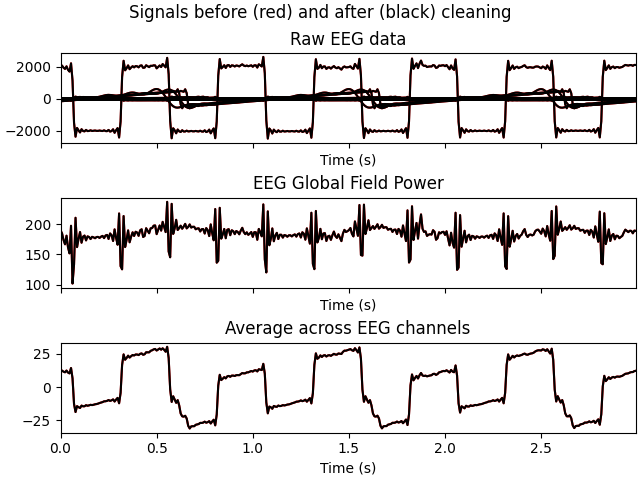 Signals before (red) and after (black) cleaning
Raw EEG data
2000
0
−2000
Time (s)
EEG Global Field Power
200
150
100
Time (s)
Average across EEG channels
25
0
−25
0.0 0.5 1.0 1.5 2.0 2.5
Time (s)